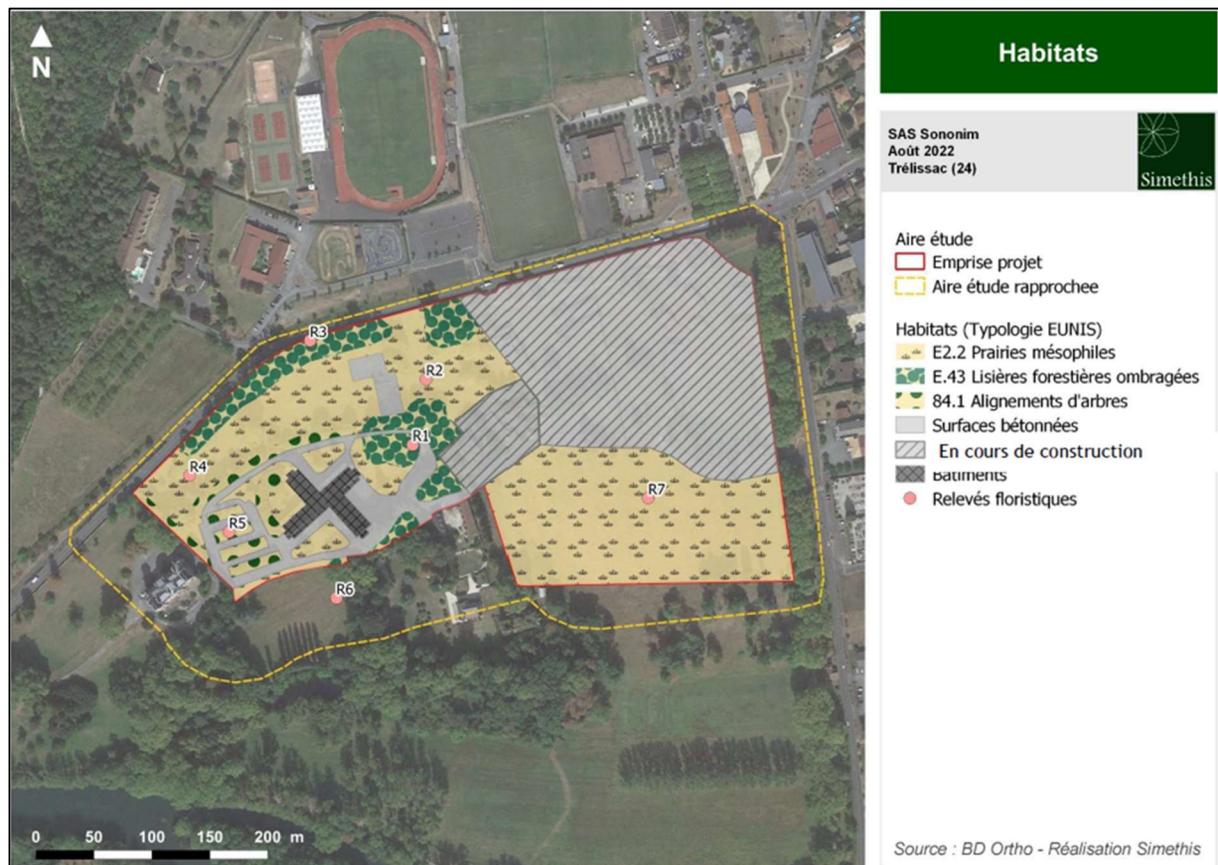 N
Habitats
SAS Sononim
Août 2022
Trélissac (24)
Simethis
Aire étude
Emprise projet
Aire étude rapprochee
Habitats (Typologie EUNIS)
E2.2 Prairies mésophiles
E.43 Lisières forestières ombragées
84.1 Alignements d'arbres
Surfaces bétonnées
En cours de construction
Batiments
Relevés floristiques
R3
R2
R1
R4
R7
R5
R6
0 50 100 150 200 m
Source : BD Ortho - Réalisation Simethis